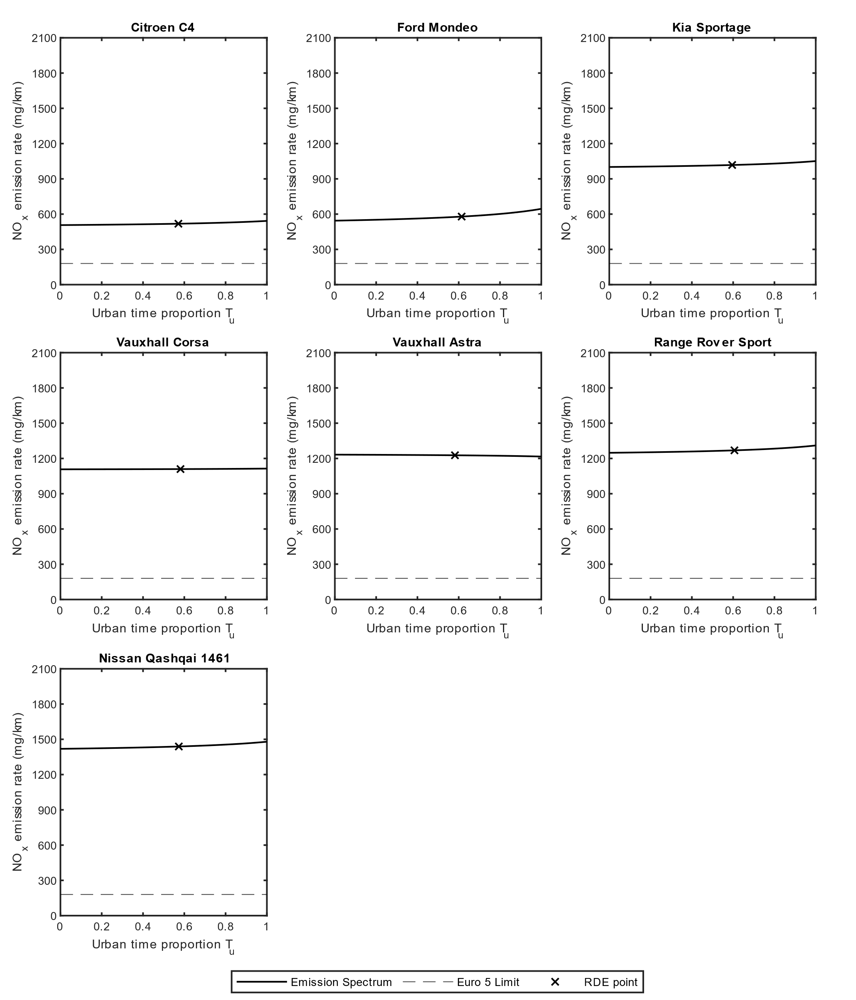 Citroen C4
2100
1800
1500
1200
900
600
300
0
0 0.2 0.4 0.6 0.8 1
NOx emission rate (mg/km)
Urban time proportion Tu
Ford Mondeo
2100
1800
1500
1200
900
600
300
0
0 0.2 0.4 0.6 0.8 1
NOx emission rate (mg/km)
Urban time proportion Tu
Kia Sportage
2100
1800
1500
1200
900
600
300
0
0 0.2 0.4 0.6 0.8 1
NOx emission rate (mg/km)
Urban time proportion Tu
Vauxhall Corsa
2100
1800
1500
1200
900
600
300
0
0 0.2 0.4 0.6 0.8 1
NOx emission rate (mg/km)
Urban time proportion Tu
Vauxhall Astra
2100
1800
1500
1200
900
600
300
0
0 0.2 0.4 0.6 0.8 1
NOx emission rate (mg/km)
Urban time proportion Tu
Range Rover Sport
2100
1800
1500
1200
900
600
300
0
0 0.2 0.4 0.6 0.8 1
NOx emission rate (mg/km)
Urban time proportion Tu
Nissan Qashqai 1461
2100
1800
1500
1200
900
600
300
0
0 0.2 0.4 0.6 0.8 1
NOx emission rate (mg/km)
Urban time proportion Tu
Emission Spectrum Euro 5 Limit RDE point